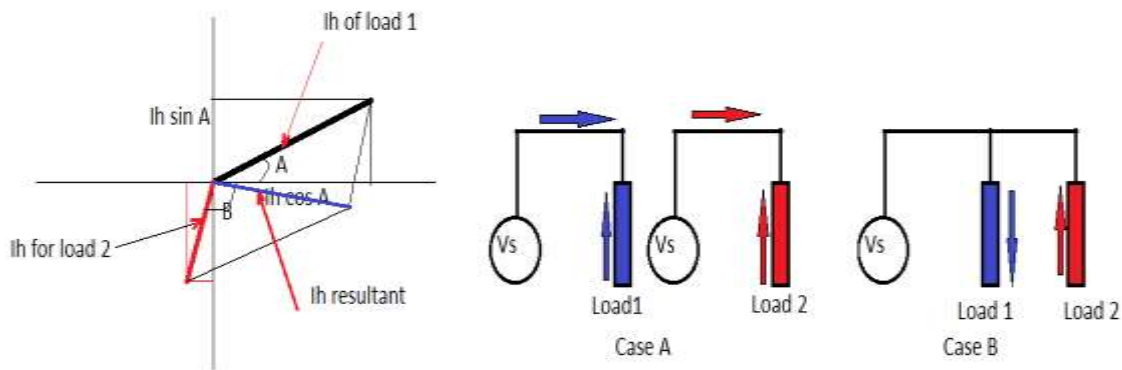 Ih of load 1
Ih sin A
A
Ih cos A
B
Ih for load 2
Ih resultant
Vs
Load1
Vs
Load 2
Case A
Vs
Load 1
Load 2
Case B